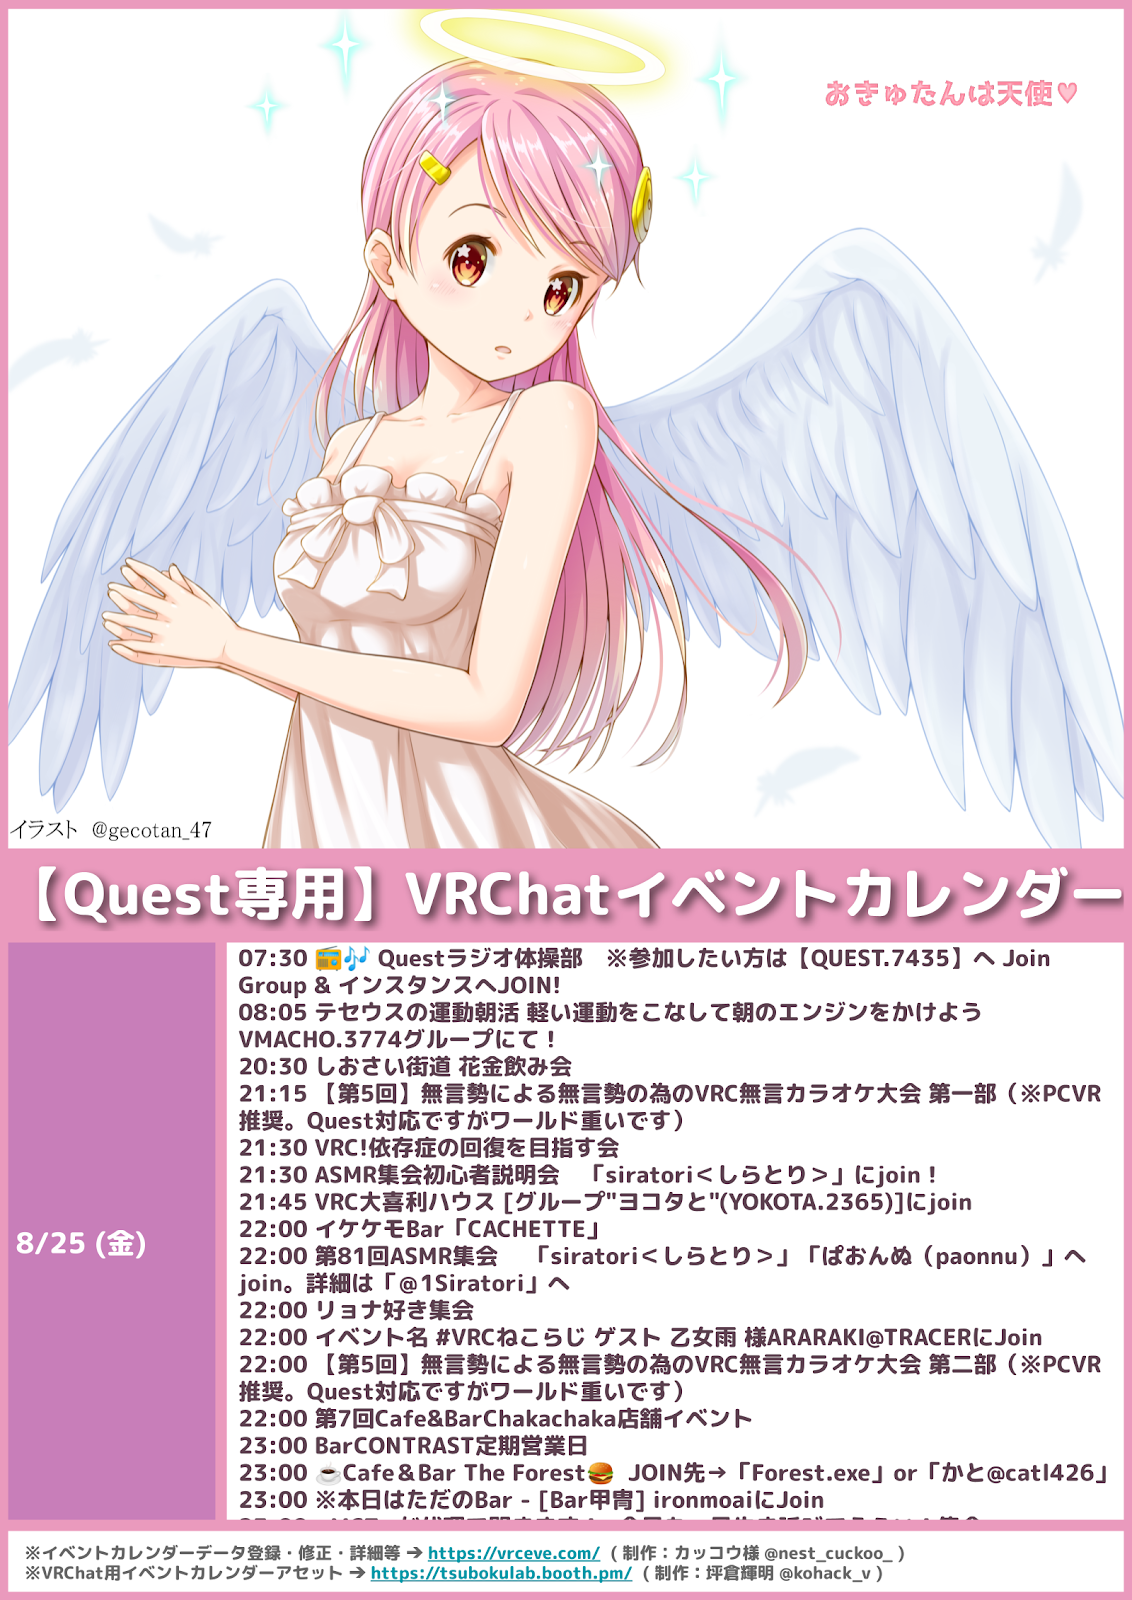 おきゅたんは天使♥
イラスト @gecotan_47
【Quest専用】VRChatイベントカレンダー
8/25 (金)
07:30 📻🎶 Questラジオ体操部　※参加したい方は【QUEST.7435】へ Join
Group & インスタンスへJOIN!
08:05 テセウスの運動朝活 軽い運動をこなして朝のエンジンをかけよう
VMACHO.3774グループにて！
20:30 しおさい街道 花金飲み会
21:15 【第5回】無言勢による無言勢の為のVRC無言カラオケ大会 第一部（※PCVR
推奨。Quest対応ですがワールド重いです）
21:30 VRC!依存症の回復を目指す会
21:30 ASMR集会初心者説明会　「siratori＜しらとり＞」にjoin！
21:45 VRC大喜利ハウス [グループ"ヨコタと"(YOKOTA.2365)]にjoin
22:00 イケケモBar「CACHETTE」
22:00 第81回ASMR集会　「siratori＜しらとり＞」「ぱおんぬ（paonnu）」へ
join。詳細は「@1Siratori」へ
22:00 リョナ好き集会
22:00 イベント名 #VRCねこらじ ゲスト 乙女雨 様ARARAKI@TRACERにJoin
22:00 【第5回】無言勢による無言勢の為のVRC無言カラオケ大会 第二部（※PCVR
推奨。Quest対応ですがワールド重いです）
22:00 第7回Cafe&BarChakachaka店舗イベント
23:00 BarCONTRAST定期営業日
23:00 ☕Cafe＆Bar The Forest🍔 JOIN先→「Forest.exe」or「かと@catl426」
23:00 ※本日はただのBar - [Bar甲冑] ironmoaiにJoin
※イベントカレンダーデータ登録・修正・詳細等 ➔ https://vrceve.com/ ( 制作：カッコウ様 @nest_cuckoo_ )
※VRChat用イベントカレンダーアセット ➔ https://tsubokulab.booth.pm/ ( 制作：坪倉輝明 @kohack_v )